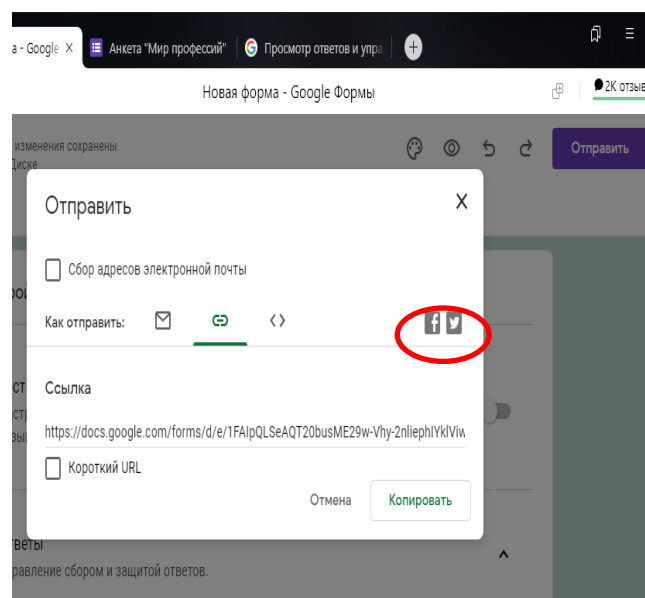 а - Google ×
Анкета "Мир профессий"
Просмотр ответов и упра
Новая форма - Google Формы
2K отзыв
изменения сохранены
Диске
Отправить
Отправить
Сбор адресов электронной почты
Как отправить:
Ссылка
https://docs.google.com/forms/d/e/1FAIpQLSeAQT20busME29w-Vhy-2nliephIYklViw
Короткий URL
Отмена
Копировать
веты
равление сбором и защитой ответов.